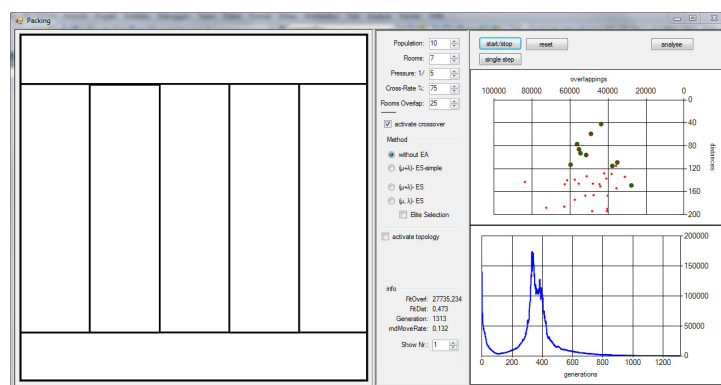 Packing
Population: 10
Rooms: 7
Pressure: 1/ 5
Cross-Rate %: 75
Rooms Overlap: 25
activate crossover
Method
without EA
(μ+λ)- ES-simple
(μ+λ)- ES
(μ, λ)- ES
Elite Selection
activate topology
info
FitOverl: 27735,234
FitDist: 0,473
Generation: 1313
rndMoveRate: 0,132
Show Nr.: 1
start/stop reset analyse
single step
overlappings
100000 80000 60000 40000 20000 0
0
40
80
120
160
200
distances
200000
150000
100000
50000
0
0 200 400 600 800 1000 1200
generations